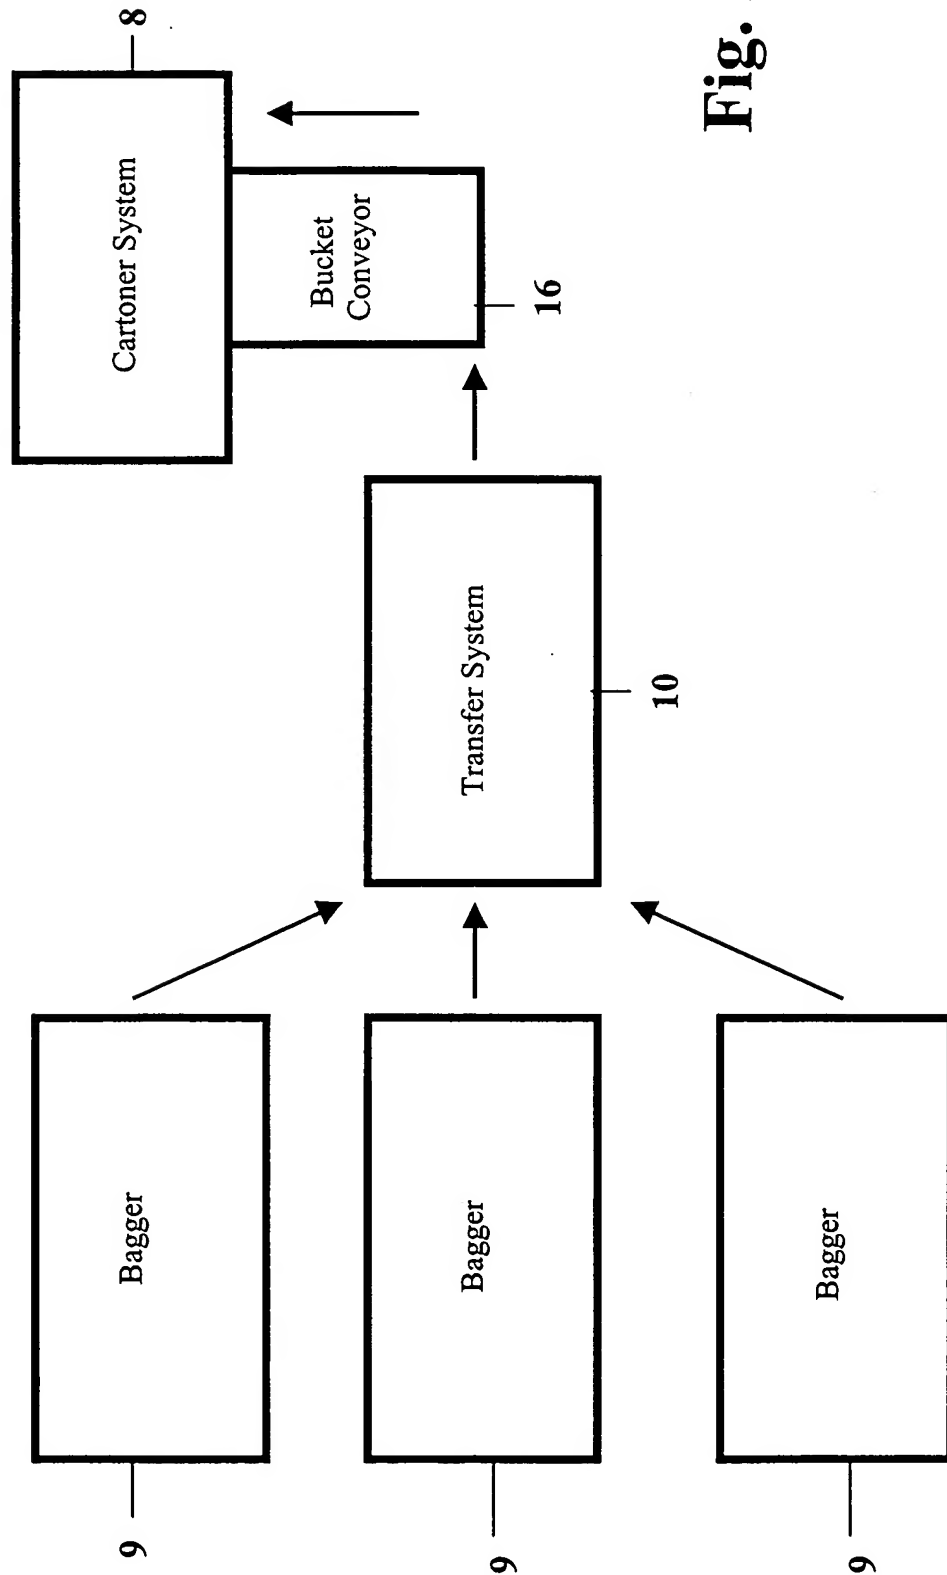 9
Bagger
Cartoner System
8
Bucket
Conveyor
9
Bagger
Transfer System
16
10
Fig.
9
Bagger